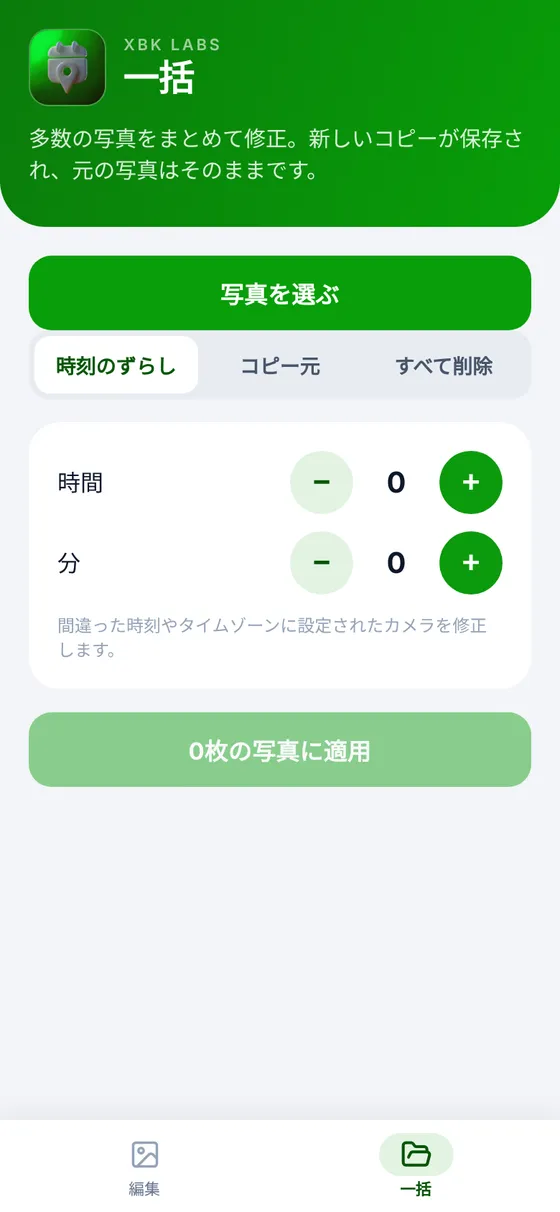 XBK LABS
一括
多数の写真をまとめて修正。新しいコピーが保存さ
れ、元の写真はそのままです。
写真を選ぶ
時刻のずらし
コピー元
すべて削除
時間
− 0 +
分
− 0 +
間違った時刻やタイムゾーンに設定されたカメラを修正
します。
0枚の写真に適用
編集
一括